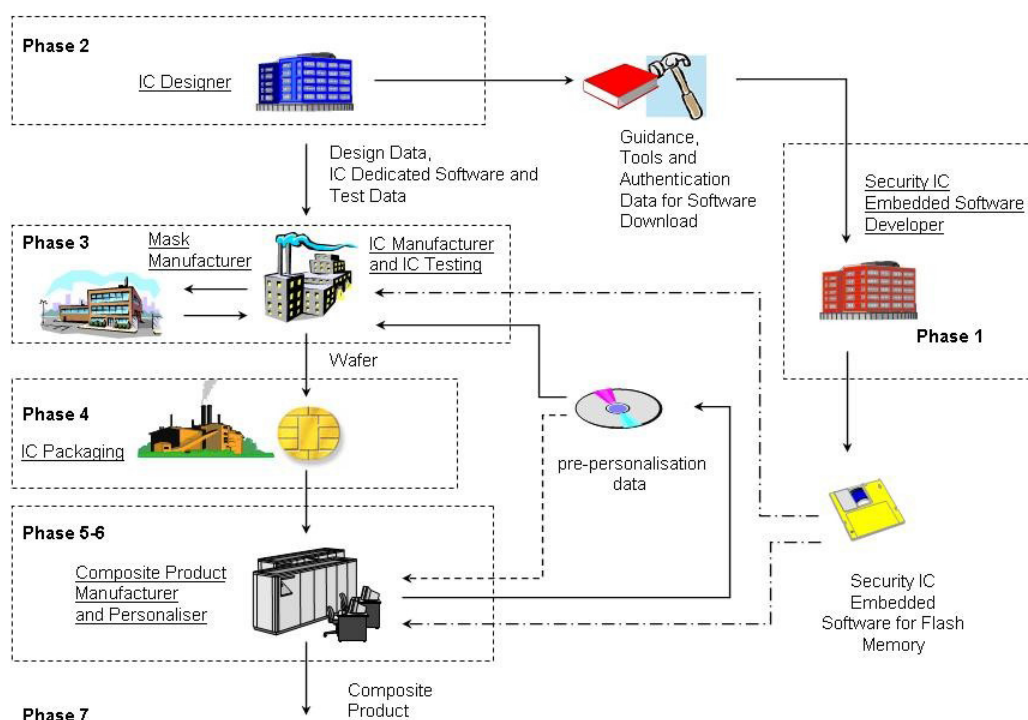 Phase 2
IC Designer
Guidance,
Tools and
Authentication
Data for Software
Download
Design Data,
IC Dedicated Software and
Test Data
Security IC
Embedded Software
Developer
Phase 1
Phase 3
Mask
Manufacturer
IC Manufacturer
and IC Testing
Wafer
Phase 4
IC Packaging
pre-personalisation
data
Phase 5-6
Composite Product
Manufacturer
and Personaliser
Security IC
Embedded
Software for Flash
Memory
Composite
Product
Phase 7